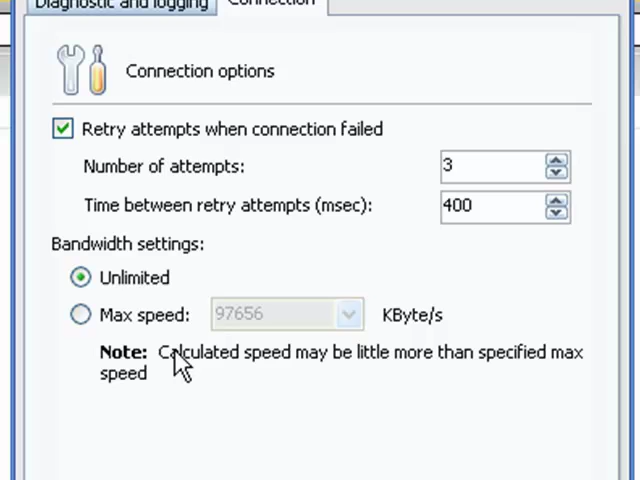 Diagnostic and logging Connection
Connection options
Retry attempts when connection failed
Number of attempts: 3
Time between retry attempts (msec): 400
Bandwidth settings:
Unlimited
Max speed: 97656 KByte/s
Note: Calculated speed may be little more than specified max
speed